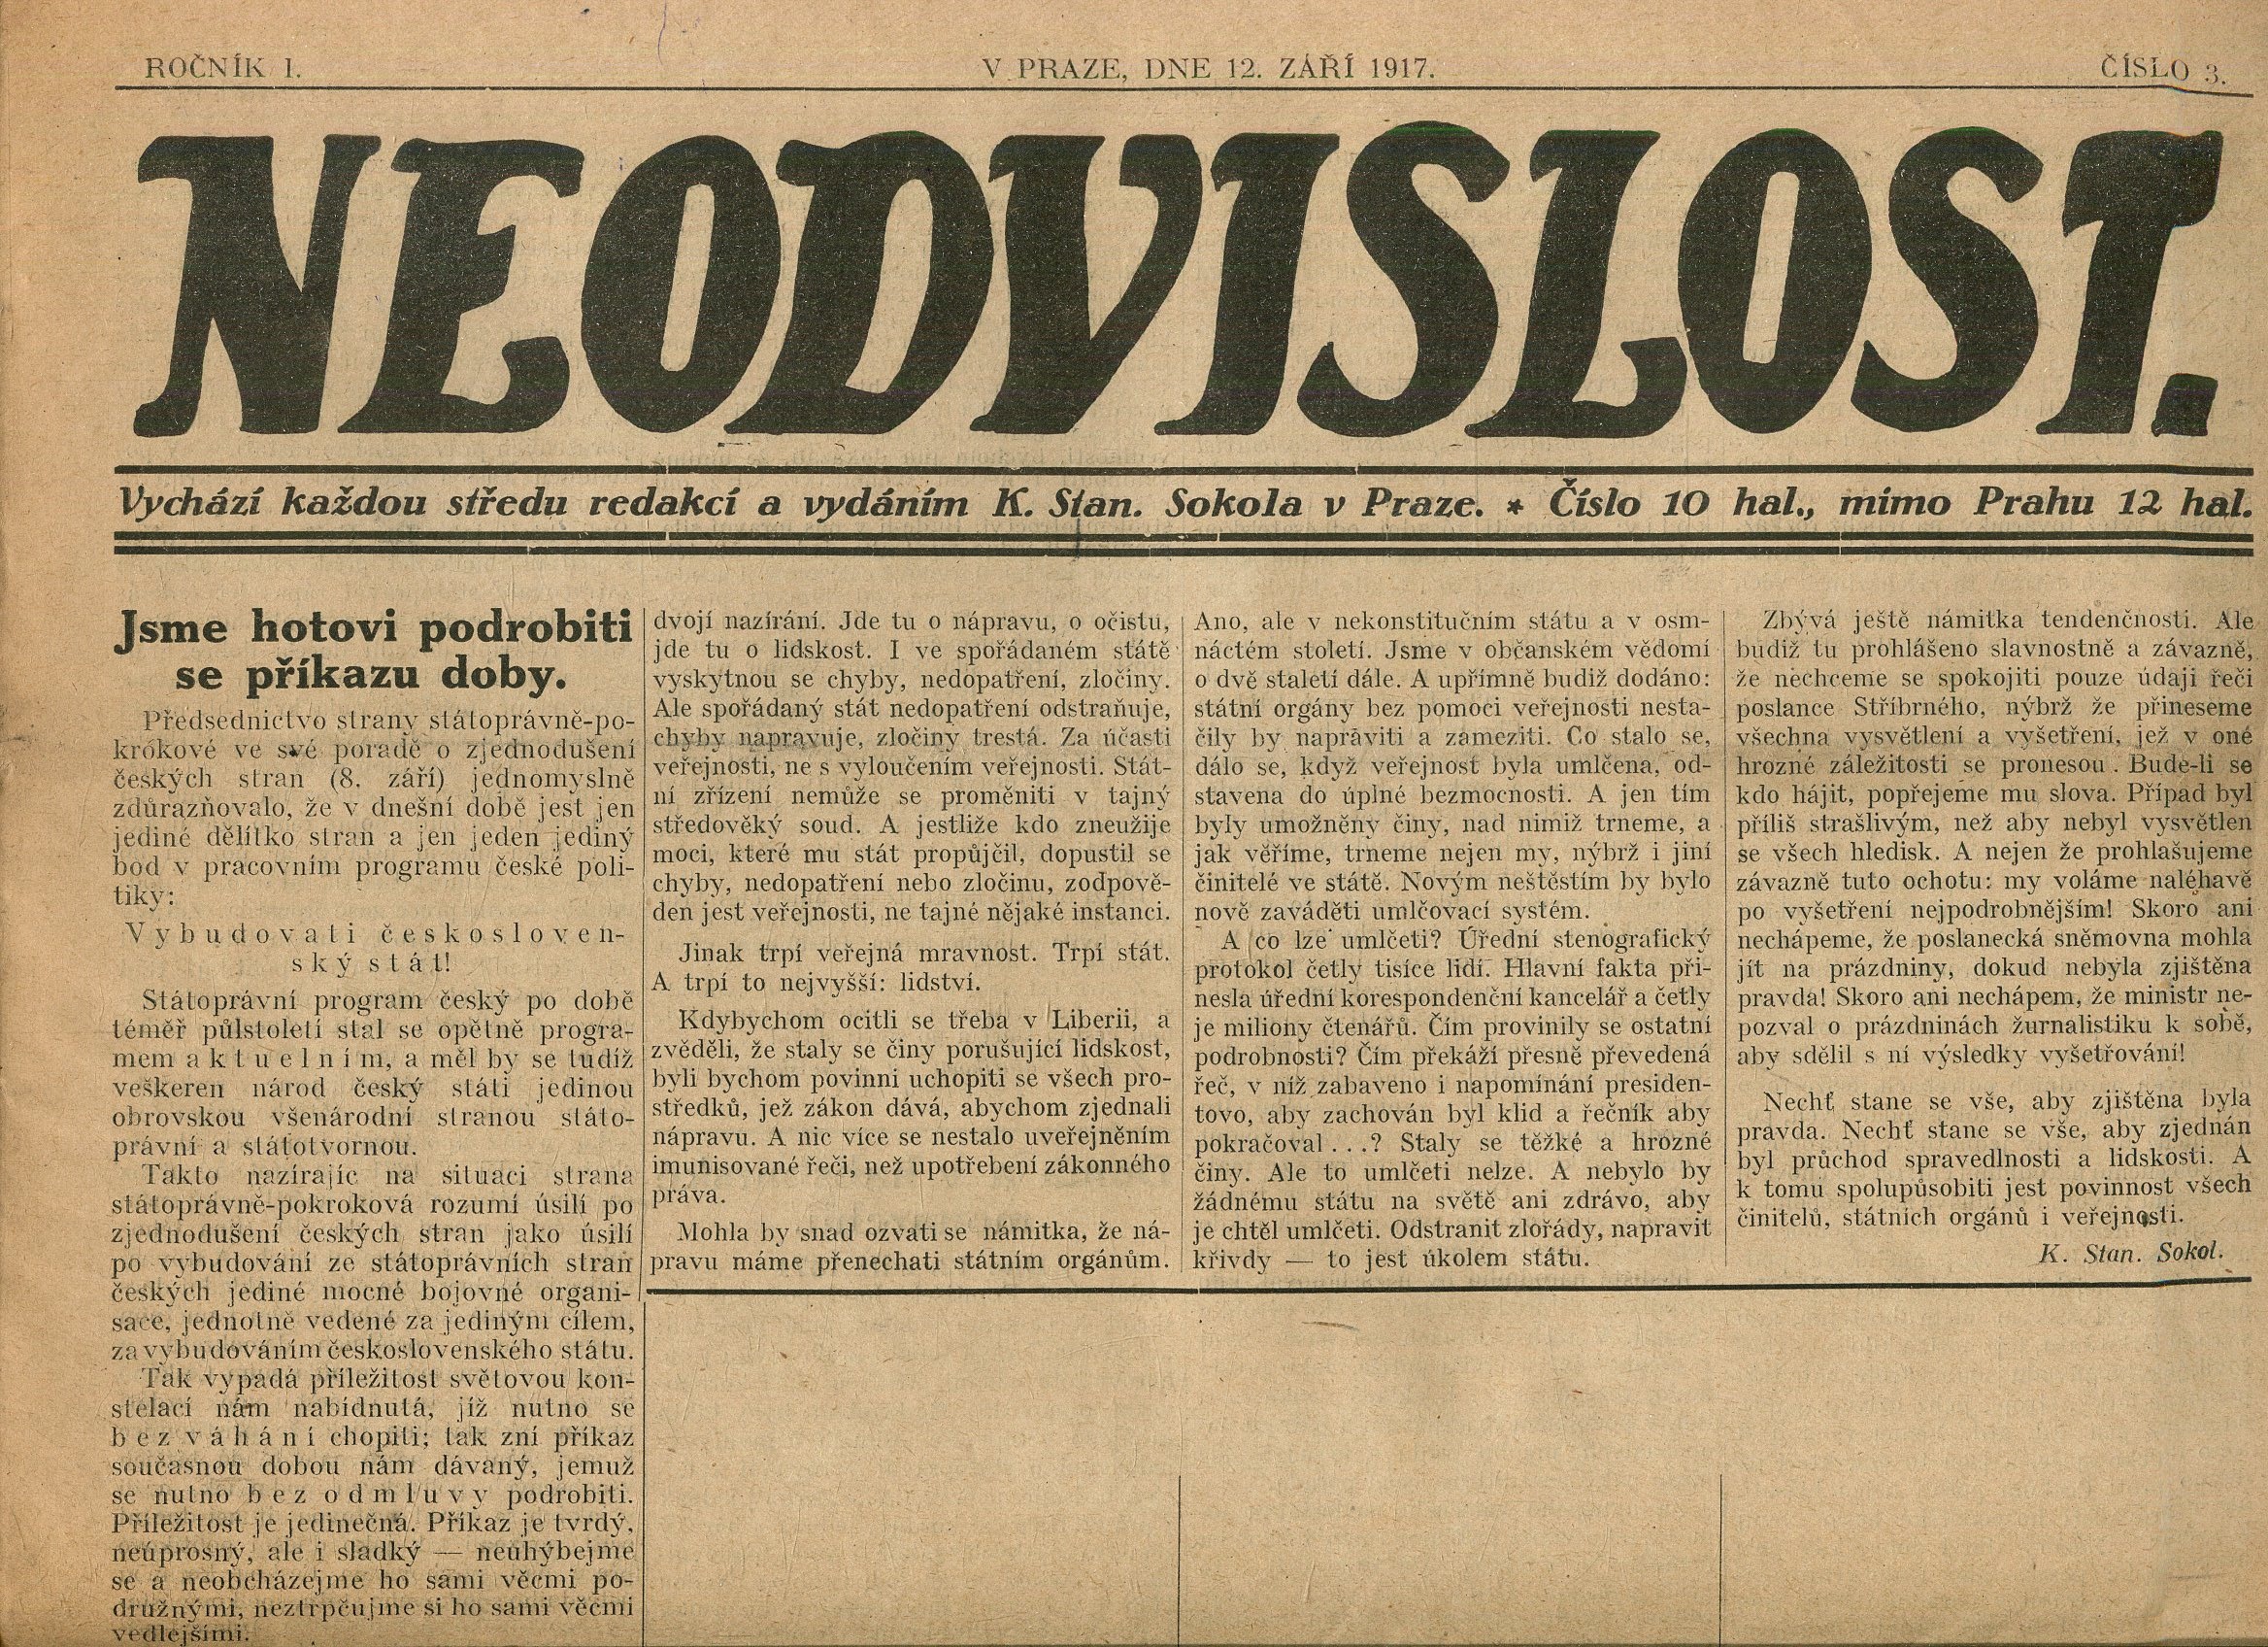 ROČNÍK I.
V PRAZE, DNE 12. ZÁŘÍ 1917.
ČÍSLO 3.
NEODVISLOST.
Vychází každou středu redakcí a vydáním K. Stan. Sokola v Praze. * Číslo 10 hal., mimo Prahu 12 hal.
Jsme hotovi podrobiti
se příkazu doby.
Předsednictvo strany státoprávně-po-
krokové ve své poradě o zjednodušení
českých stran (8. září) jednomyslně
zdůrazňovalo, že v dnešní době jest jen
jediné dělítko stran a jen jeden jediný
bod v pracovním programu české poli-
tiky:
Vybudovati českosloven-
ský stát!
Státoprávní program český po době
téměř půlstoletí stal se opětně progra-
mem aktuelním, a měl by se tudíž
veškeren národ český státi jedinou
obrovskou všenárodní stranou státo-
právní a státotvornou.
Takto nazírajíc na situaci strana
státoprávně-pokroková rozumí úsilí po
zjednodušení českých stran jako úsilí
po vybudování ze státoprávních stran
českých jediné mocné bojovné organi-
sace, jednotně vedené za jediným cílem,
za vybudováním československého státu.
Tak vypadá příležitost světovou kon-
stelací nám nabídnutá, jíž nutno se
bez váhání chopiti; tak zní příkaz
současnou dobou nám dávaný, jemuž
se nutno bez odmluvy podrobiti.
Příležitost je jedinečná. Příkaz je tvrdý,
neúprosný, ale i sladký — neuhýbejme
se a neobcházejme ho sami věcmi po-
družnými, neztrpčujme si ho sami věcmi
vedlejšími.
dvojí nazírání. Jde tu o nápravu, o očistu,
jde tu o lidskost. I ve spořádaném státě
vyskytnou se chyby, nedopatření, zločiny.
Ale spořádaný stát nedopatření odstraňuje,
chyby napravuje, zločiny trestá. Za účasti
veřejnosti, ne s vyloučením veřejnosti. Stát-
ní zřízení nemůže se proměniti v tajný
středověký soud. A jestliže kdo zneužije
moci, které mu stát propůjčil, dopustil se
chyby, nedopatření nebo zločinu, zodpově-
den jest veřejnosti, ne tajné nějaké instanci.
Jinak trpí veřejná mravnost. Trpí stát.
A trpí to nejvyšší: lidství.
Kdybychom ocitli se třeba v Liberii, a
zvěděli, že staly se činy porušující lidskost,
byli bychom povinni uchopiti se všech pro-
středků, jež zákon dává, abychom zjednali
nápravu. A nic více se nestalo uveřejněním
imunisované řeči, než upotřebení zákonného
práva.
Mohla by snad ozvati se námitka, že ná-
pravu máme přenechati státním orgánům.
Ano, ale v nekonstitučním státu a v osm-
náctém století. Jsme v občanském vědomí
o dvě staletí dále. A upřímně budiž dodáno:
státní orgány bez pomoci veřejnosti nesta-
čily by napraviti a zameziti. Co stalo se,
dálo se, když veřejnost byla umlčena, od-
stavena do úplné bezmocnosti. A jen tím
byly umožněny činy, nad nimiž trneme, a
jak věříme, trneme nejen my, nýbrž i jiní
činitelé ve státě. Novým neštěstím by bylo
nově zaváděti umlčovací systém.
A co lze umlčeti? Úřední stenografický
protokol četly tisíce lidí. Hlavní fakta při-
nesla úřední korespondenční kancelář a četly
je miliony čtenářů. Čím provinily se ostatní
podrobnosti? Čím překáží přesně převedená
řeč, v níž zabaveno i napomínání presiden-
tovo, aby zachován byl klid a řečník aby
pokračoval...? Staly se těžké a hrozné
činy. Ale to umlčeti nelze. A nebylo by
žádnému státu na světě ani zdrávo, aby
je chtěl umlčeti. Odstranit zlořády, napravit
křivdy — to jest úkolem státu.
Zbývá ještě námitka tendenčnosti. Ale
budiž tu prohlášeno slavnostně a závazně,
že nechceme se spokojiti pouze údaji řeči
poslance Stříbrného, nýbrž že přineseme
všechna vysvětlení a vyšetření, jež v oné
hrozné záležitosti se pronesou. Bude-li se
kdo hájit, popřejeme mu slova. Případ byl
příliš strašlivým, než aby nebyl vysvětlen
se všech hledisk. A nejen že prohlašujeme
závazně tuto ochotu: my voláme naléhavě
po vyšetření nejpodrobnějším! Skoro ani
nechápeme, že poslanecká sněmovna mohla
jít na prázdniny, dokud nebyla zjištěna
pravda! Skoro ani nechápem, že ministr ne-
pozval o prázdninách žurnalistiku k sobě,
aby sdělil s ní výsledky vyšetřování!
Nechť stane se vše, aby zjištěna byla
pravda. Nechť stane se vše, aby zjednán
byl průchod spravedlnosti a lidskosti. A
k tomu spolupůsobiti jest povinnost všech
činitelů, státních orgánů i veřejnosti.
K. Stan. Sokol.